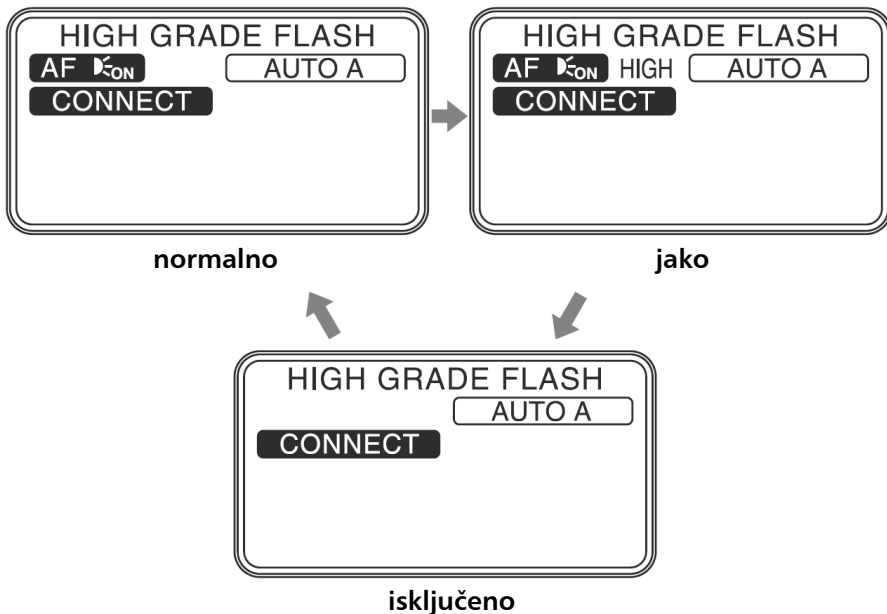 HIGH GRADE FLASH
AF ON AUTO A
CONNECT
normalno
HIGH GRADE FLASH
AF ON HIGH AUTO A
CONNECT
jako
HIGH GRADE FLASH
AUTO A
CONNECT
isključeno